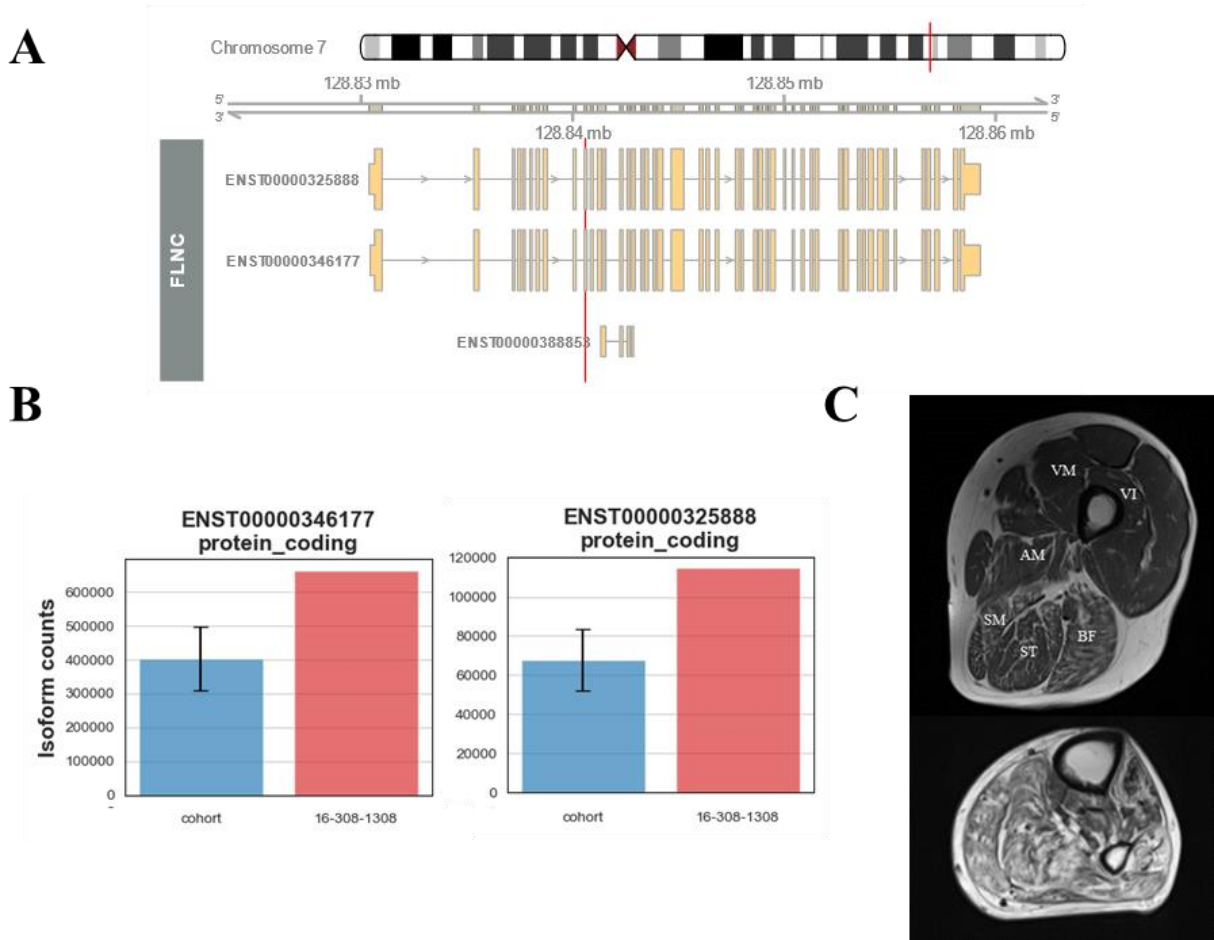 A
Chromosome 7
128.83 mb
128.85 mb
5'
3'
3'
5'
128.84 mb
128.86 mb
FLNC
ENST00000325888
ENST00000346177
ENST00000388853
B
C
ENST00000346177
protein_coding
Isoform counts
600000
500000
400000
300000
200000
100000
0
cohort
16-308-1308
ENST00000325888
protein_coding
120000
100000
80000
60000
40000
20000
0
cohort
16-308-1308
VM
VI
AM
SM
ST
BF